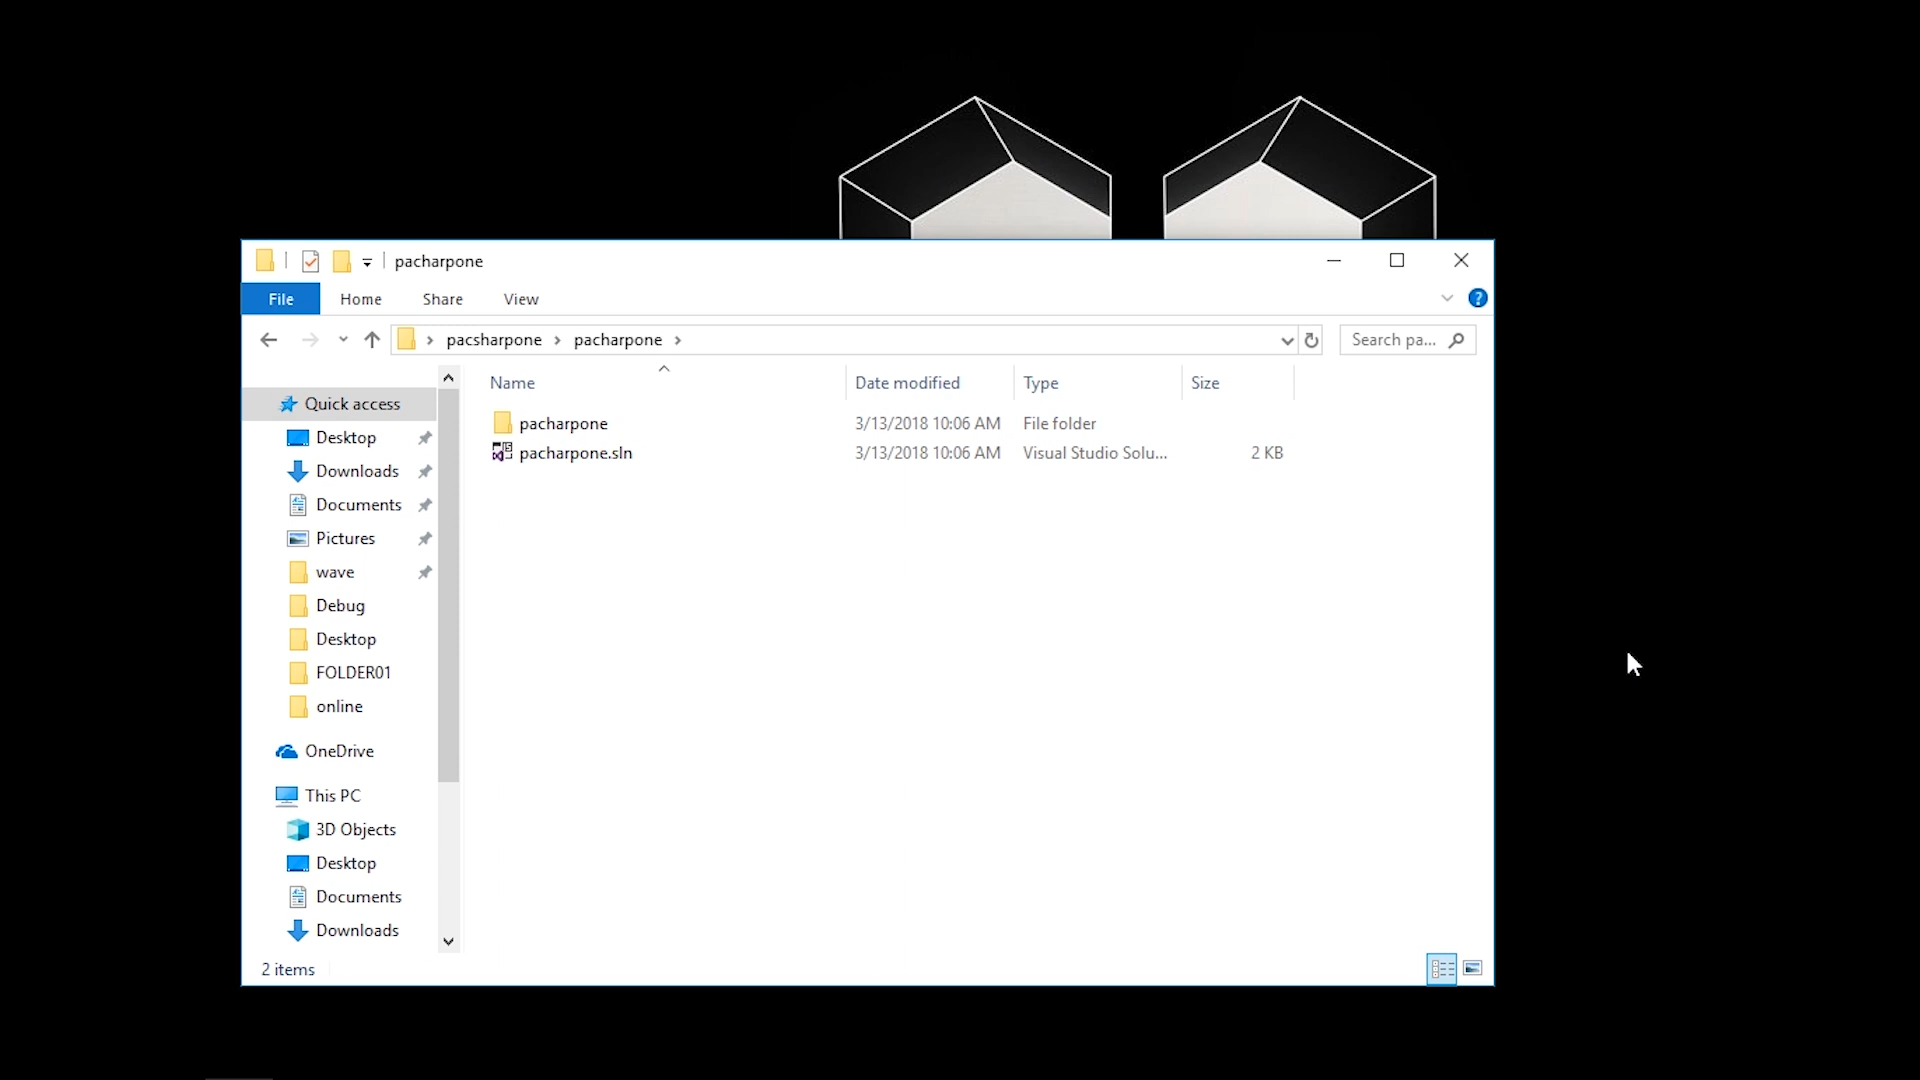 pacharpone
File Home Share View
pacsharpone pacharpone Search pa...
Name Date modified Type Size
pacharpone 3/13/2018 10:06 AM File folder
pacharpone.sln 3/13/2018 10:06 AM Visual Studio Solu... 2 KB
Quick access
Desktop
Downloads
Documents
Pictures
wave
Debug
Desktop
FOLDER01
online
OneDrive
This PC
3D Objects
Desktop
Documents
Downloads
2 items